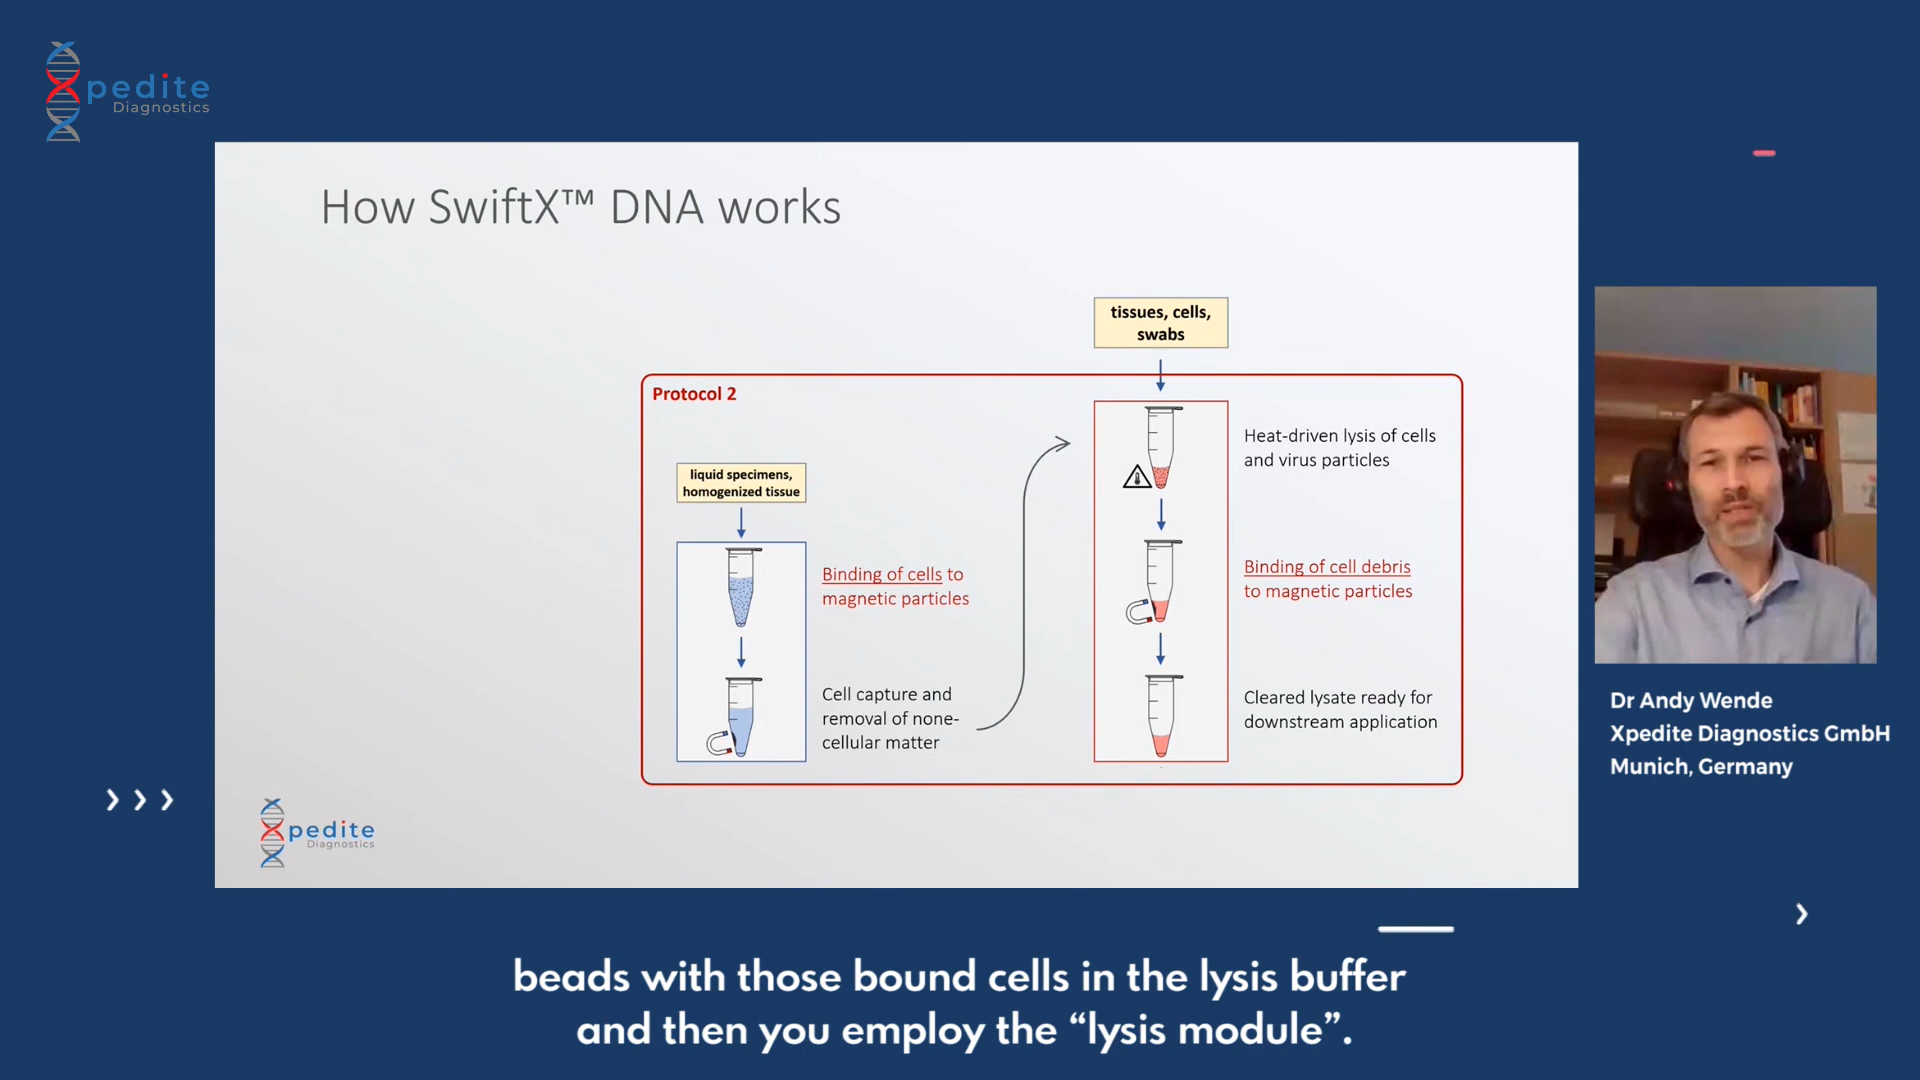 Xpedite
Diagnostics
How SwiftX™ DNA works
tissues, cells,
swabs
Protocol 2
liquid specimens,
homogenized tissue
Heat-driven lysis of cells
and virus particles
Binding of cells to
magnetic particles
Binding of cell debris
to magnetic particles
Cell capture and
removal of none-
cellular matter
Cleared lysate ready for
downstream application
Xpedite
Diagnostics
Dr Andy Wende
Xpedite Diagnostics GmbH
Munich, Germany
beads with those bound cells in the lysis buffer
and then you employ the “lysis module”.